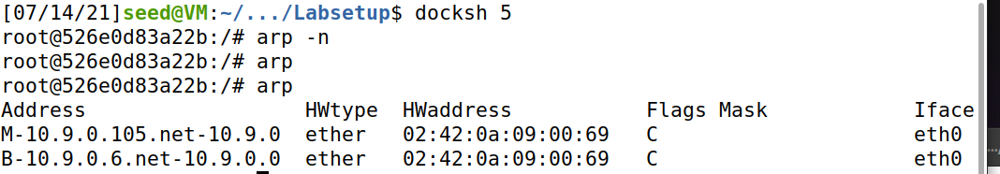 [07/14/21]seed@VM:~/.../Labsetup$ docksh 5
root@526e0d83a22b:/# arp -n
root@526e0d83a22b:/# arp
root@526e0d83a22b:/# arp
Address                  HWtype  HWaddress           Flags Mask            Iface
M-10.9.0.105.net-10.9.0  ether   02:42:0a:09:00:69   C                     eth0
B-10.9.0.6.net-10.9.0.0  ether   02:42:0a:09:00:69   C                     eth0